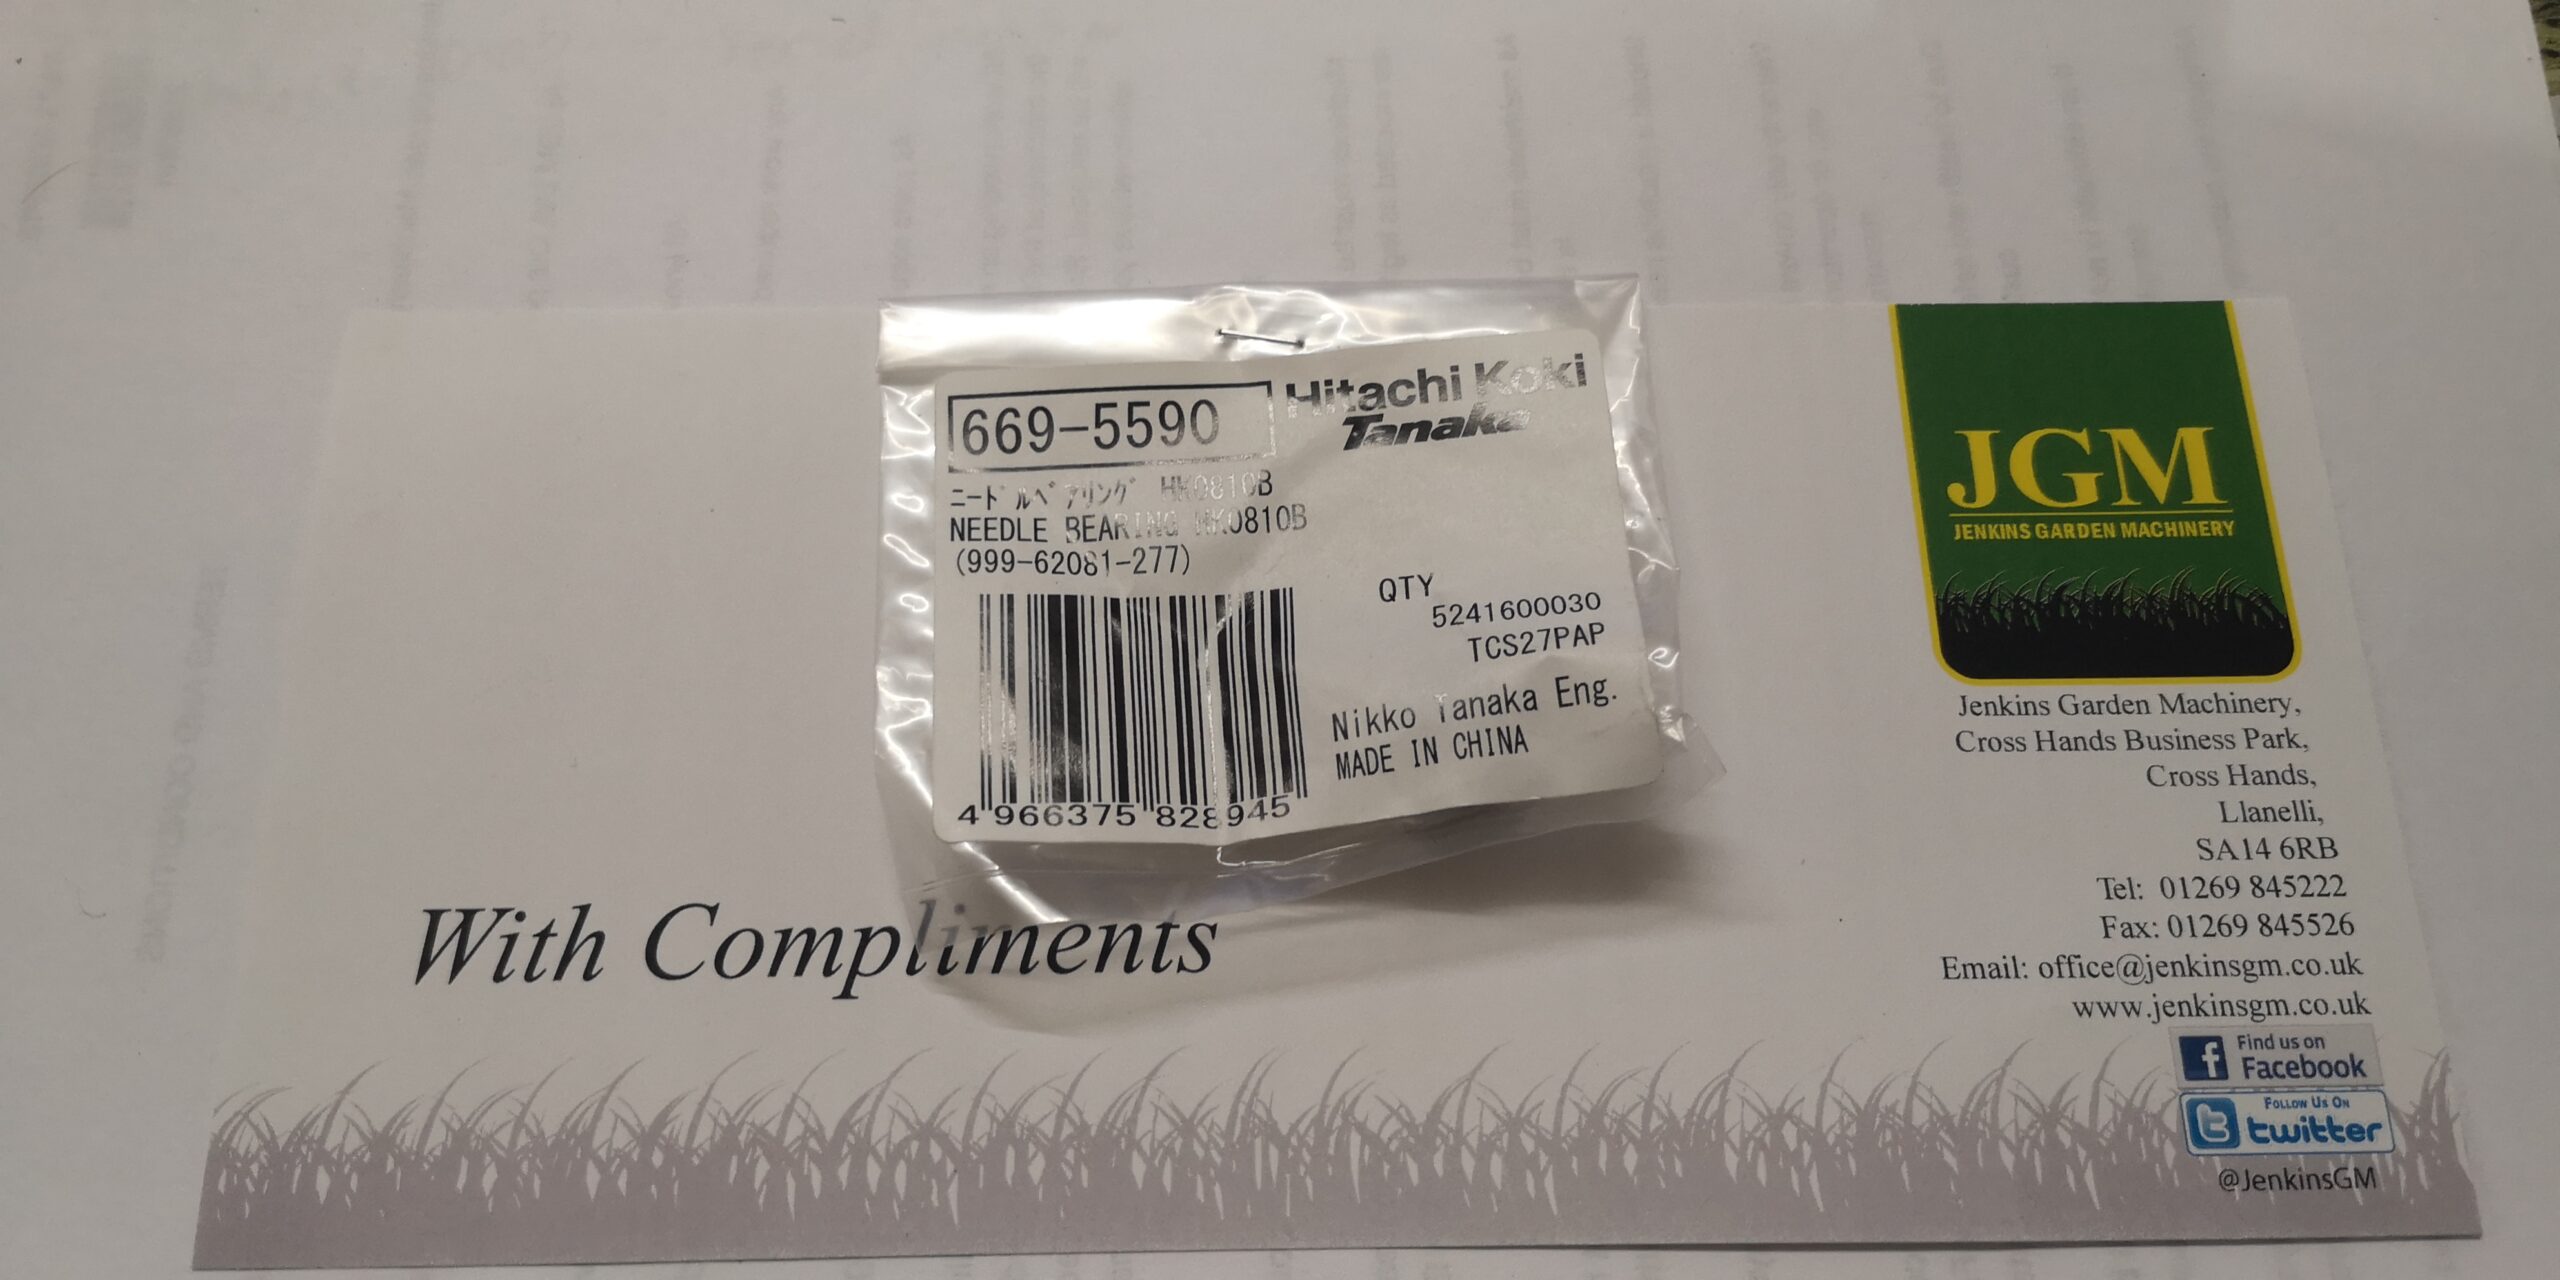 669-5590
Hitachi Koki
Tanaka
ニードルベアリング HK0810B
NEEDLE BEARING HK0810B
(999-62081-277)
QTY
5241600030
TCS27PAP
Nikko Tanaka Eng.
MADE IN CHINA
4 966375 828945
With Compliments
JGM
JENKINS GARDEN MACHINERY
Jenkins Garden Machinery,
Cross Hands Business Park,
Cross Hands,
Llanelli,
SA14 6RB
Tel: 01269 845222
Fax: 01269 845526
Email: office@jenkinsgm.co.uk
www.jenkinsgm.co.uk
Find us on
Facebook
Follow Us On
twitter
@JenkinsGM